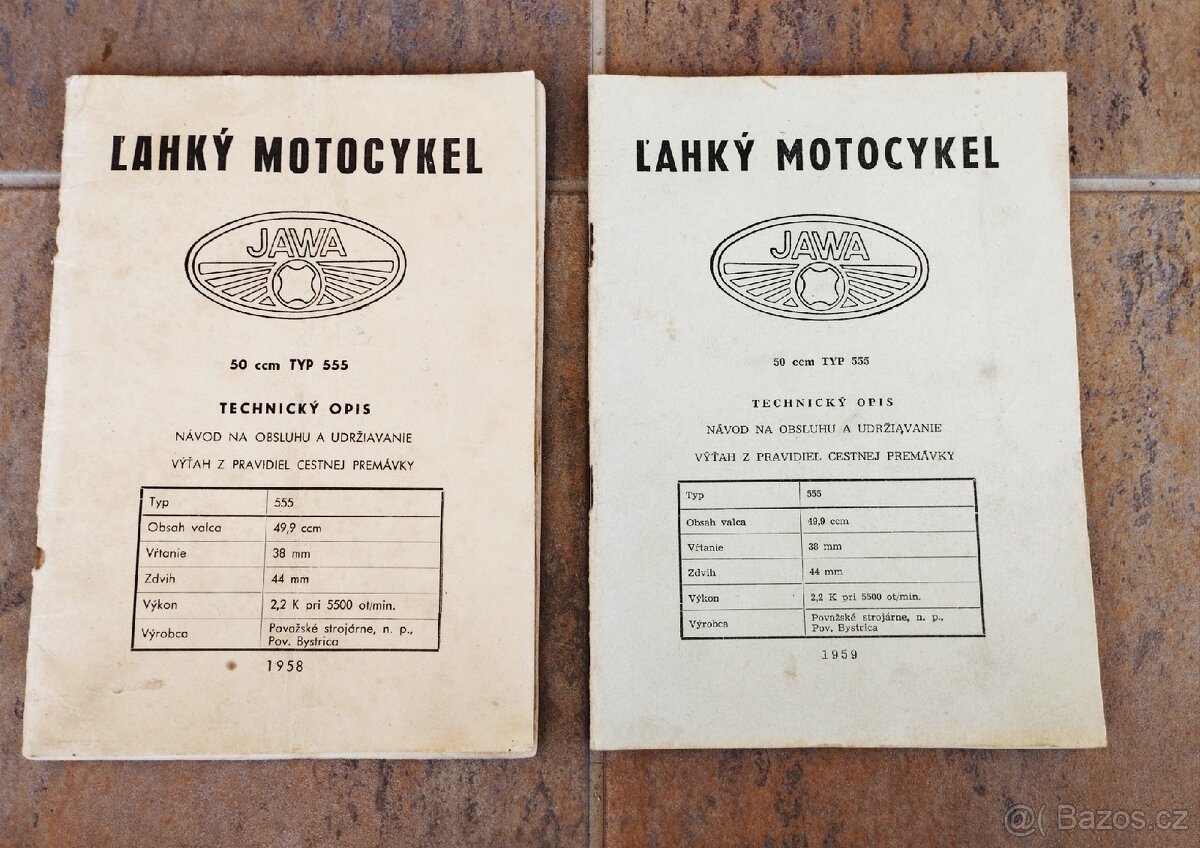 ĽAHKÝ MOTOCYKEL
JAWA
50 ccm TYP 555
TECHNICKÝ OPIS
NÁVOD NA OBSLUHU A UDRŽIAVANIE
VÝŤAH Z PRAVIDIEL CESTNEJ PREMÁVKY
Typ 555
Obsah valca 49,9 ccm
Vŕtanie 38 mm
Zdvih 44 mm
Výkon 2,2 K pri 5500 ot/min.
Výrobca Považské strojárne, n. p.,
Pov. Bystrica
1958
ĽAHKÝ MOTOCYKEL
JAWA
50 ccm TYP 555
TECHNICKÝ OPIS
NÁVOD NA OBSLUHU A UDRŽIAVANIE
VÝŤAH Z PRAVIDIEL CESTNEJ PREMÁVKY
Typ 555
Obsah valca 49,9 ccm
Vŕtanie 38 mm
Zdvih 44 mm
Výkon 2,2 K pri 5500 ot/min.
Výrobca Považské strojárne, n. p.,
Pov. Bystrica
1959
@( Bazos.cz